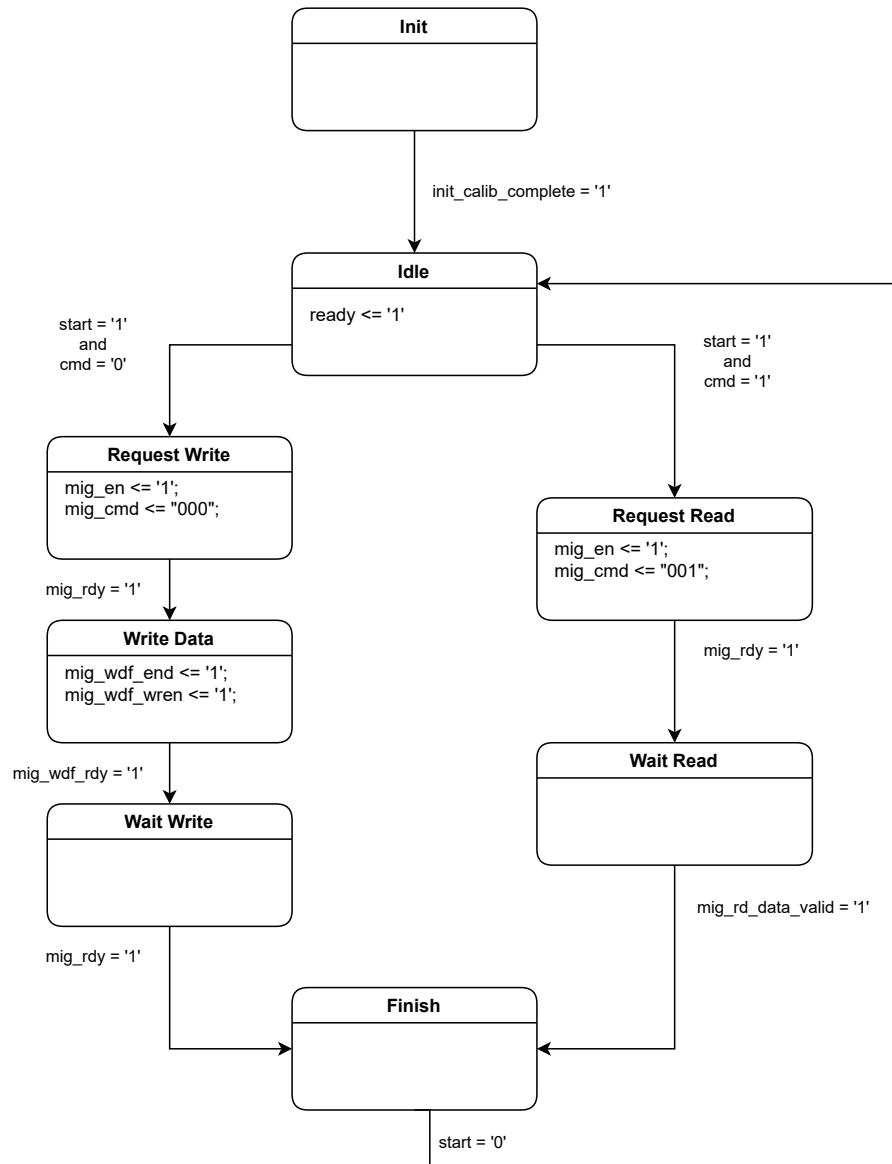 Init
init_calib_complete = '1'
Idle
ready <= '1'
start = '1'
and
cmd = '0'
start = '1'
and
cmd = '1'
Request Write
mig_en <= '1';
mig_cmd <= "000";
Request Read
mig_en <= '1';
mig_cmd <= "001";
mig_rdy = '1'
Write Data
mig_wdf_end <= '1';
mig_wdf_wren <= '1';
mig_rdy = '1'
mig_wdf_rdy = '1'
Wait Read
Wait Write
mig_rd_data_valid = '1'
mig_rdy = '1'
Finish
start = '0'